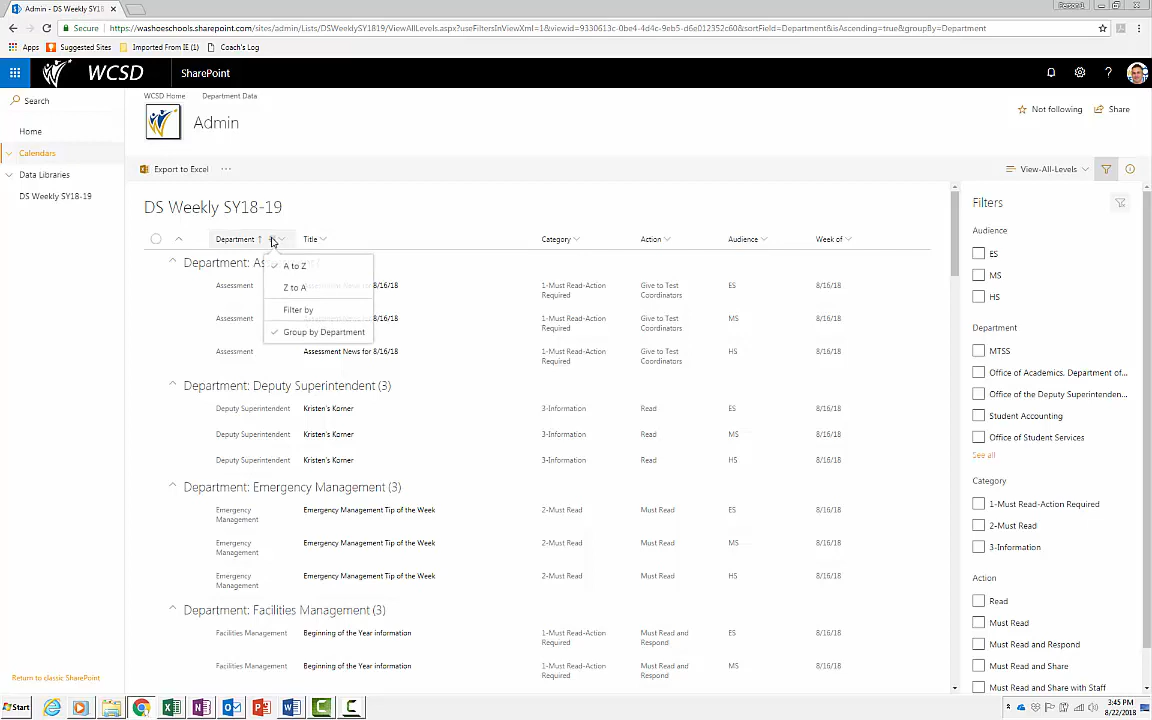 Admin - DS Weekly SY1
Person 1
Secure
https://washoeschools.sharepoint.com/sites/admin/Lists/DSWeeklySY1819/ViewAllLevels.aspx?useFiltersInViewXml=1&viewid=9330613c-0be4-4c9c-beb5-d6e012352c60&sortField=Department&isAscending=true&groupBy=Department
Apps
Suggested Sites
Imported From IE (1)
Coach's Log
WCSD
SharePoint
Search
WCSD Home
Department Data
Admin
Not following
Share
Home
Calendars
Data Libraries
DS Weekly SY18-19
Export to Excel
View-All-Levels
DS Weekly SY18-19
Department
Title
Category
Action
Audience
Week of
A to Z
Z to A
Filter by
Group by Department
Department: As
Assessment
1-Must Read-Action Required
Give to Test Coordinators
ES
8/16/18
Assessment
8/16/18
1-Must Read-Action Required
Give to Test Coordinators
MS
8/16/18
Assessment
Assessment News for 8/16/18
1-Must Read-Action Required
Give to Test Coordinators
HS
8/16/18
Department: Deputy Superintendent (3)
Deputy Superintendent
Kristen's Korner
3-Information
Read
ES
8/16/18
Deputy Superintendent
Kristen's Korner
3-Information
Read
MS
8/16/18
Deputy Superintendent
Kristen's Korner
3-Information
Read
HS
8/16/18
Department: Emergency Management (3)
Emergency Management
Emergency Management Tip of the Week
2-Must Read
Must Read
ES
8/16/18
Emergency Management
Emergency Management Tip of the Week
2-Must Read
Must Read
MS
8/16/18
Emergency Management
Emergency Management Tip of the Week
2-Must Read
Must Read
HS
8/16/18
Department: Facilities Management (3)
Facilities Management
Beginning of the Year information
1-Must Read-Action Required
Must Read and Respond
ES
8/16/18
Facilities Management
Beginning of the Year information
1-Must Read-Action Required
Must Read and Respond
MS
8/16/18
Filters
Audience
ES
MS
HS
Department
MTSS
Office of Academics, Department of...
Office of the Deputy Superintenden...
Student Accounting
Office of Student Services
See all
Category
1-Must Read-Action Required
2-Must Read
3-Information
Action
Read
Must Read
Must Read and Respond
Must Read and Share
Must Read and Share with Staff
Return to classic SharePoint
Start
3:45 PM
8/22/2018